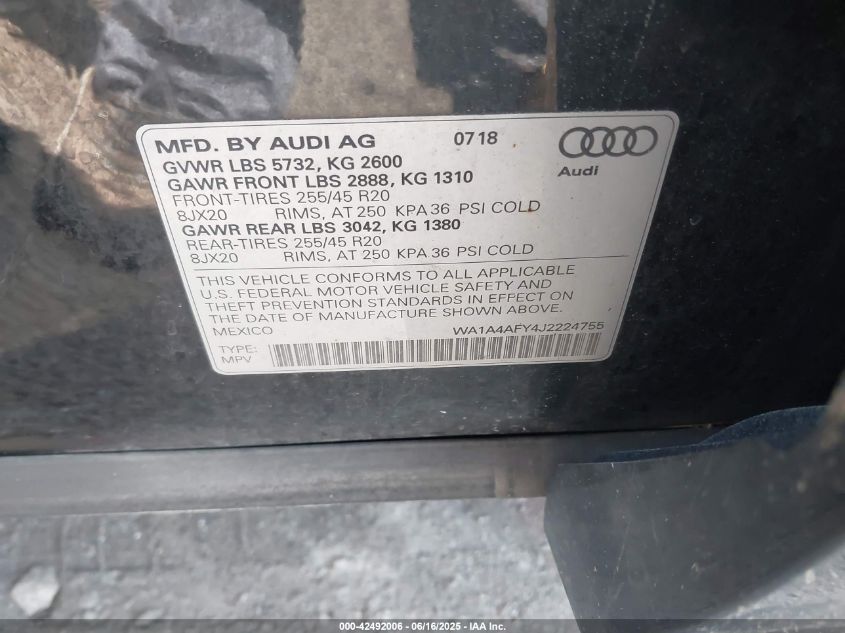 MFD. BY AUDI AG 0718
GVWR LBS 5732, KG 2600
GAWR FRONT LBS 2888, KG 1310
FRONT-TIRES 255/45 R20
8JX20 RIMS, AT 250 KPA 36 PSI COLD
GAWR REAR LBS 3042, KG 1380
REAR-TIRES 255/45 R20
8JX20 RIMS, AT 250 KPA 36 PSI COLD
Audi
THIS VEHICLE CONFORMS TO ALL APPLICABLE
U.S. FEDERAL MOTOR VEHICLE SAFETY AND
THEFT PREVENTION STANDARDS IN EFFECT ON
THE DATE OF MANUFACTURE SHOWN ABOVE.
MEXICO WA1A4AFY4J2224755
TYPE:
MPV
000-42492006 - 06/16/2025 - IAA Inc.